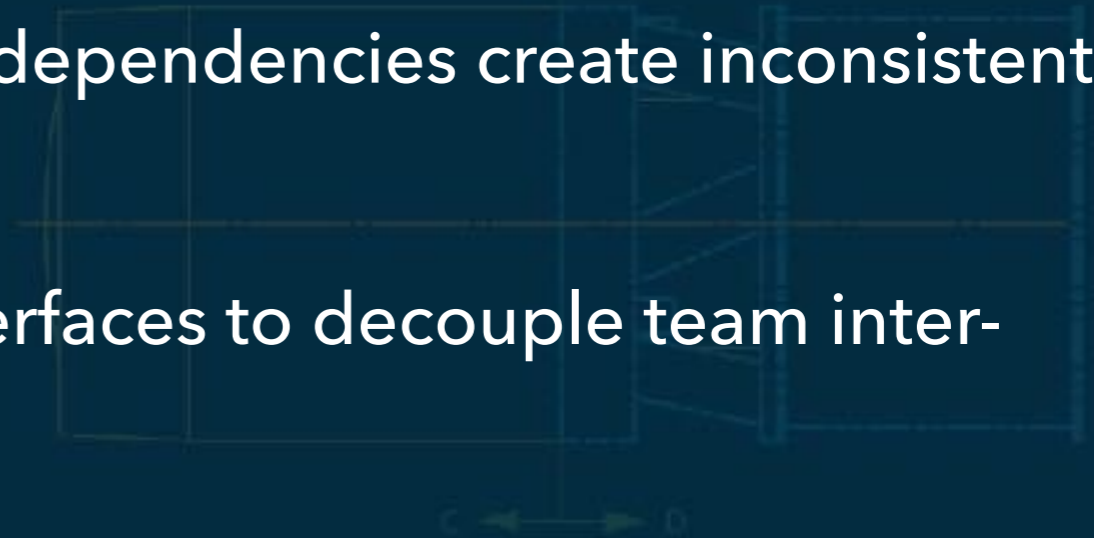 dependencies create inconsistent
erfaces to decouple team inter-
C D